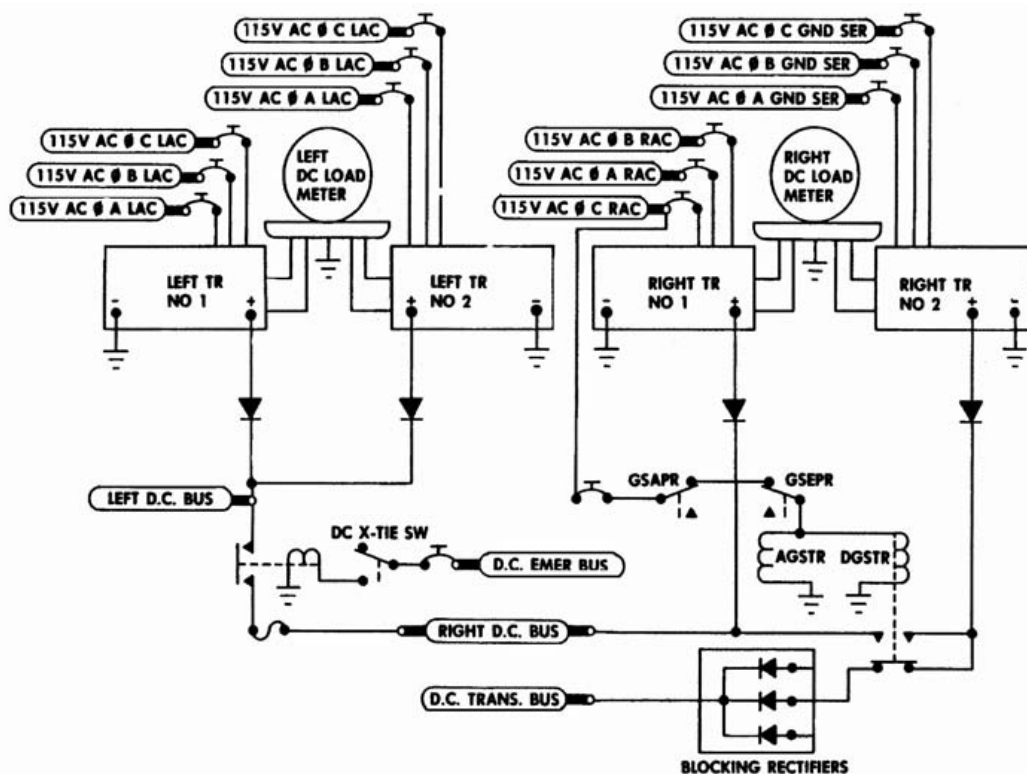 115V AC Ø C LAC
115V AC Ø B LAC
115V AC Ø A LAC
115V AC Ø C LAC
115V AC Ø B LAC
115V AC Ø A LAC
LEFT
DC LOAD
METER
115V AC Ø C GND SER
115V AC Ø B GND SER
115V AC Ø A GND SER
115V AC Ø B RAC
115V AC Ø A RAC
115V AC Ø C RAC
RIGHT
DC LOAD
METER
LEFT TR
NO 1
- +
LEFT TR
NO 2
+ -
RIGHT TR
NO 1
- +
RIGHT TR
NO 2
+ -
LEFT D.C. BUS
DC X-TIE SW
D.C. EMER BUS
GSAPR
GSEPR
AGSTR
DGSTR
RIGHT D.C. BUS
D.C. TRANS. BUS
BLOCKING RECTIFIERS